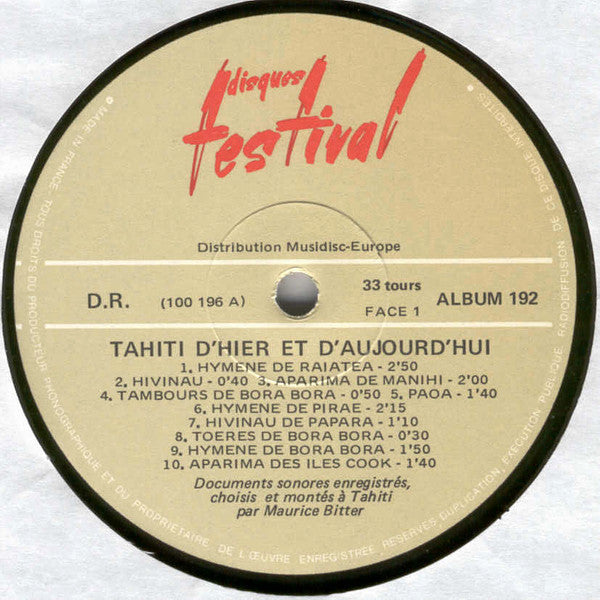 disques
festival
Distribution Musidisc-Europe
D.R. (100 196 A) 33 tours ALBUM 192
FACE 1
TAHITI D'HIER ET D'AUJOURD'HUI
1. HYMENE DE RAIATEA - 2'50
2. HIVINAU - 0'40 3. APARIMA DE MANIHI - 2'00
4. TAMBOURS DE BORA BORA - 0'50 5. PAOA - 1'40
6. HYMENE DE PIRAE - 2'15
7. HIVINAU DE PAPARA - 1'10
8. TOERES DE BORA BORA - 0'30
9. HYMENE DE BORA BORA - 1'50
10. APARIMA DES ILES COOK - 1'40
Documents sonores enregistrés,
choisis et montés à Tahiti
par Maurice Bitter
• MADE IN FRANCE. TOUS DROITS DU PRODUCTEUR PHONOGRAPHIQUE ET DU PROPRIETAIRE DE L'ŒUVRE ENREGISTRÉE, RESERVES. DUPLICATION, EXECUTION PUBLIQUE, RADIODIFFUSION DE CE DISQUE INTERDITES •